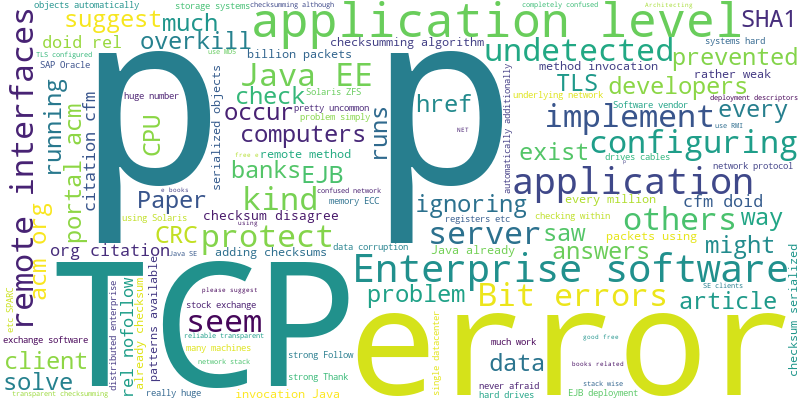 objects automatically
storage systems
checksumming although
completely confused
Architecting
suggest
much
application level
SHA1
doid rel
overkill
checksumming algorithm
undetected
systems hard
TLS configured
use MD5
billion packets
method invocation
prevented
SAP Oracle
Java EE
Solaris ZFS
TLS
rather weak
remote interfaces
running
portal acm
citation cfm
huge number
CPU
p
serialized objects
check
pretty uncommon
problem simply
runs
href
p
underlying network
developers
Software vendor
deployment descriptors
occur
computers
NET
automatically additionally
implement
every
use RMI
free e
remote method
exist
configuring
drives cables
network protocol
banks
EJB
application
Paper
e books
confused network
memory ECC
ignoring
every million
cfm doid
acm org
checksum disagree
registers etc
checking within
others
way
using Solaris
CRC
protect
using
server
saw
packets using
might
org citation
Java SE
adding checksums
data corruption
Java already
answers
kind
TCP
please suggest
Enterprise software
SE clients
etc SPARC
distributed enterprise
already checksum
patterns available
stock exchange
problem
Bit errors
article
checksum serialized
exchange software
seem
error
client
rel nofollow
reliable transparent
strong Follow
single datacenter
much work
good free
many machines
data
books related
solve
network stack
strong Thank
never afraid
stack wise
transparent checksumming
really huge
invocation Java
hard drives
EJB deployment